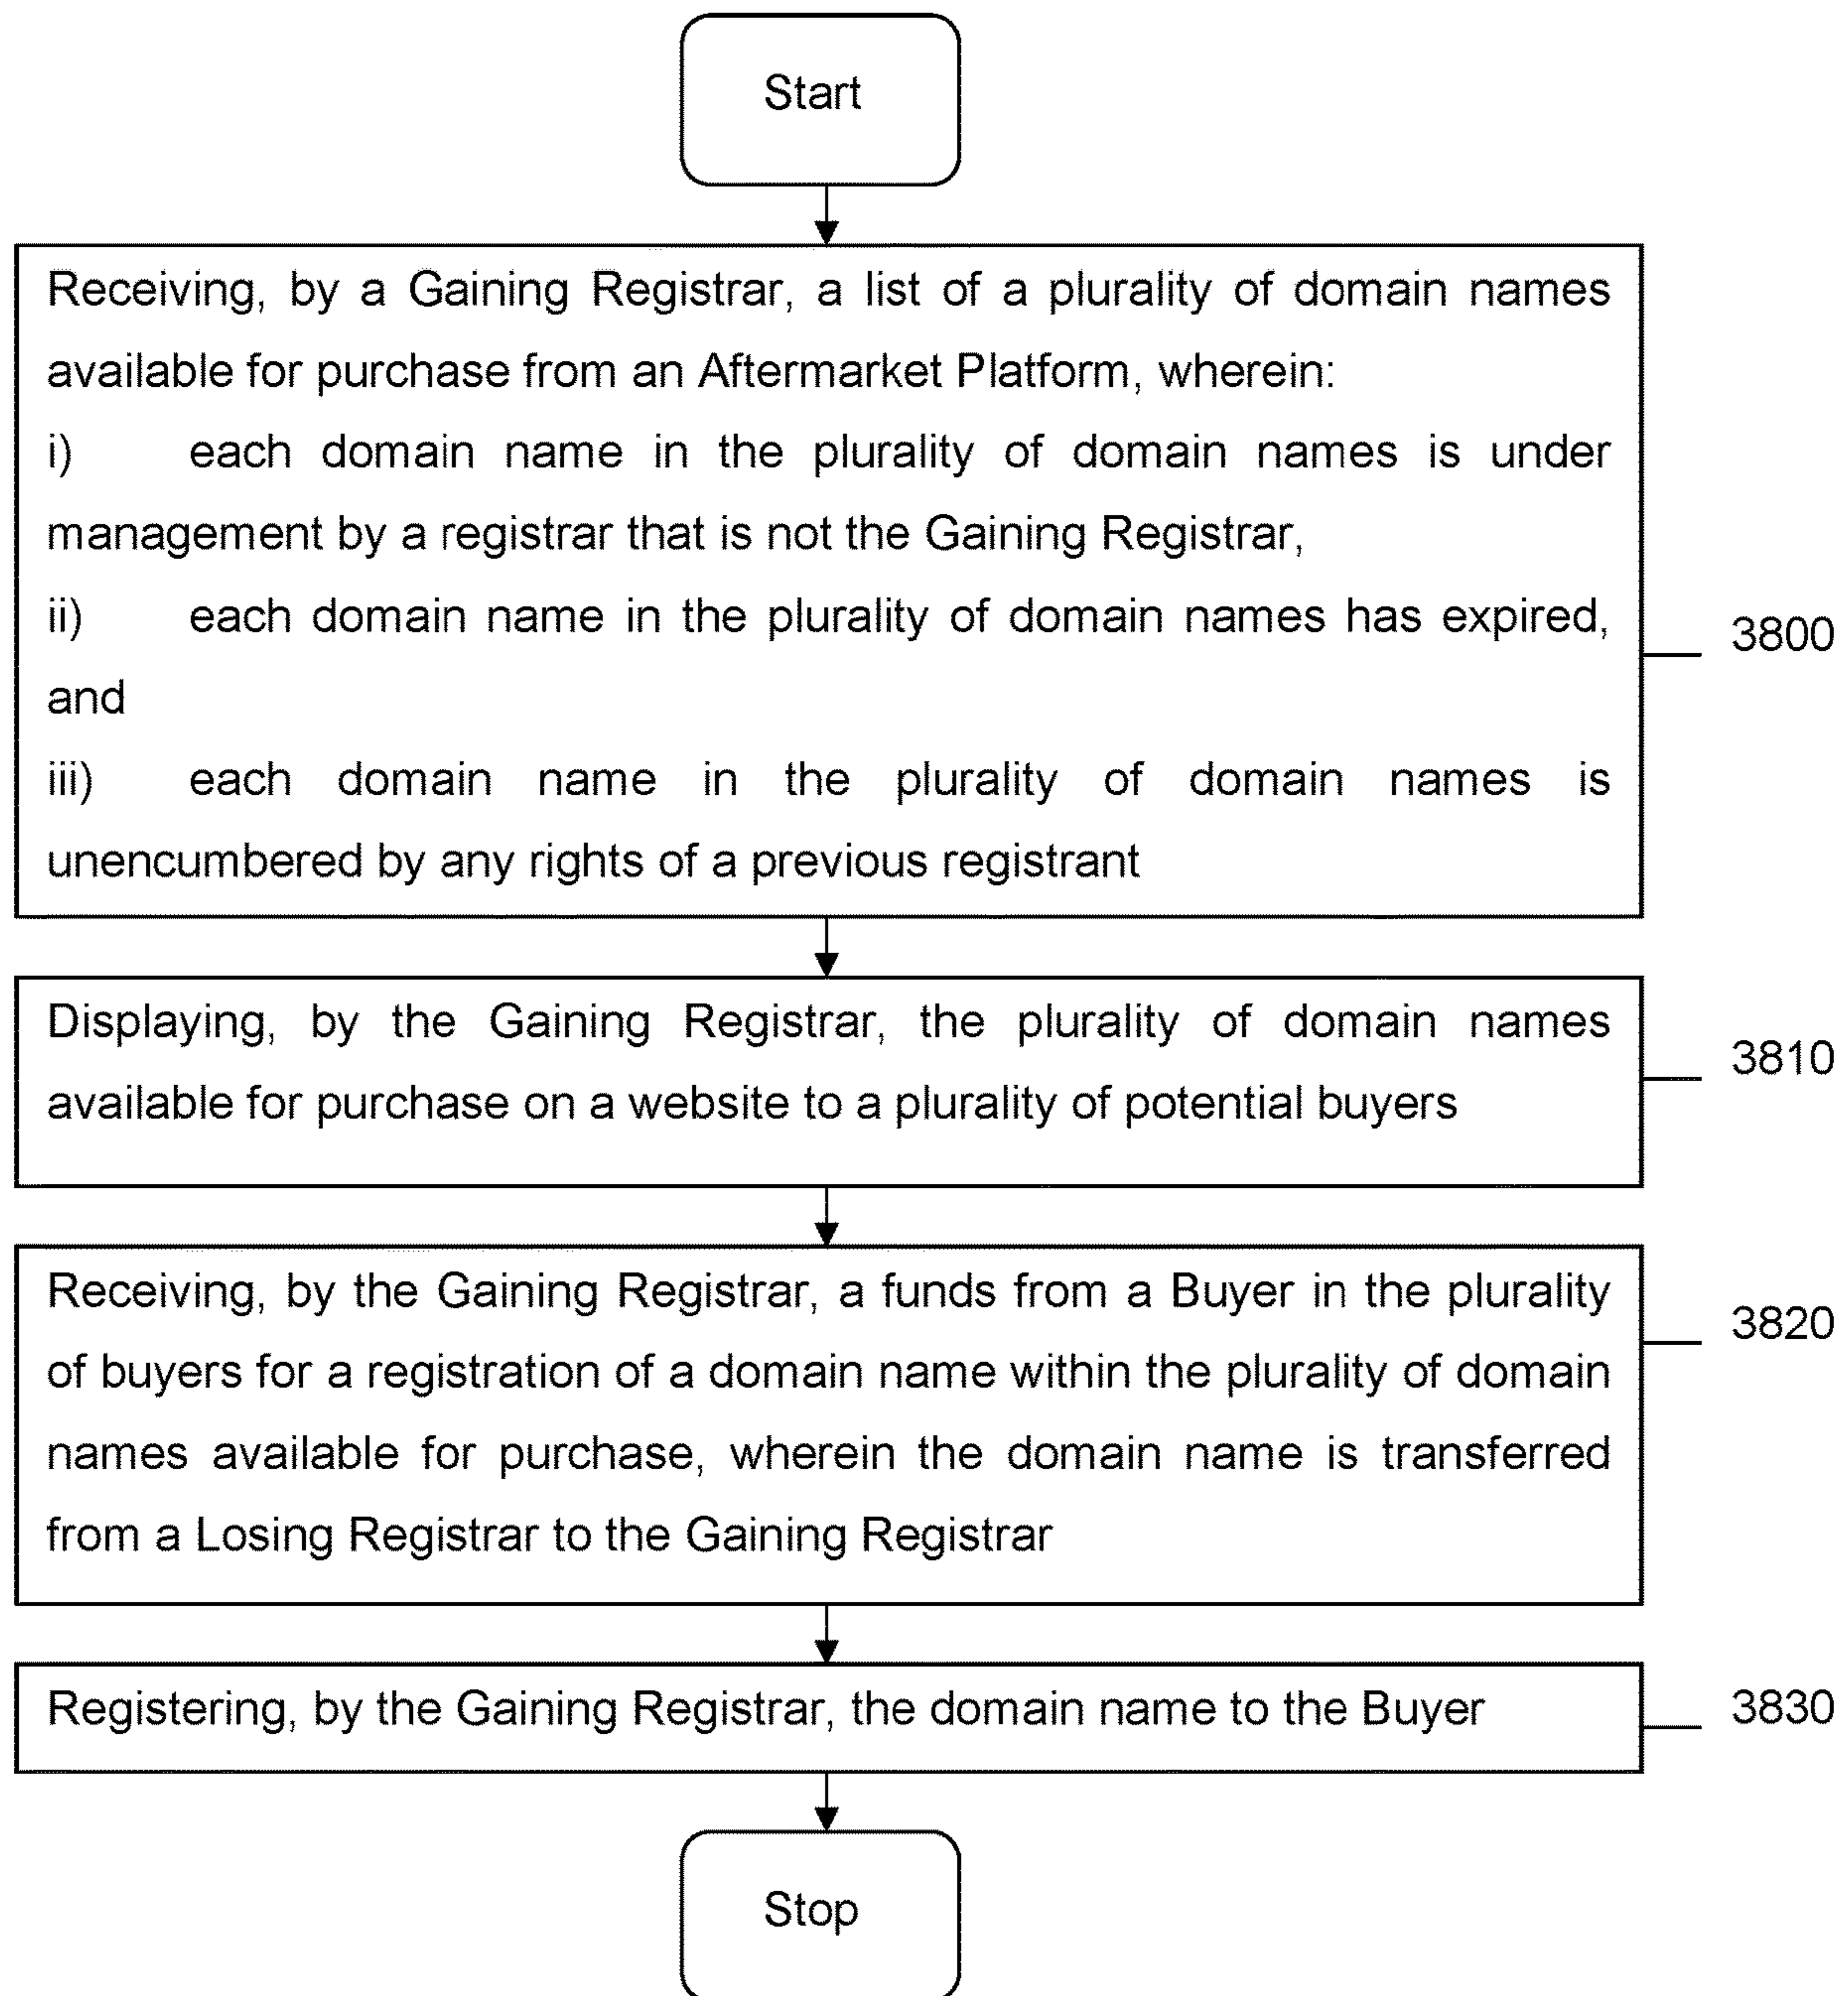 Start
Receiving, by a Gaining Registrar, a list of a plurality of domain names
available for purchase from an Aftermarket Platform, wherein:
i) each domain name in the plurality of domain names is under
management by a registrar that is not the Gaining Registrar,
ii) each domain name in the plurality of domain names has expired,
and
iii) each domain name in the plurality of domain names is
unencumbered by any rights of a previous registrant
3800
Displaying, by the Gaining Registrar, the plurality of domain names
available for purchase on a website to a plurality of potential buyers
3810
Receiving, by the Gaining Registrar, a funds from a Buyer in the plurality
of buyers for a registration of a domain name within the plurality of domain
names available for purchase, wherein the domain name is transferred
from a Losing Registrar to the Gaining Registrar
3820
Registering, by the Gaining Registrar, the domain name to the Buyer
3830
Stop